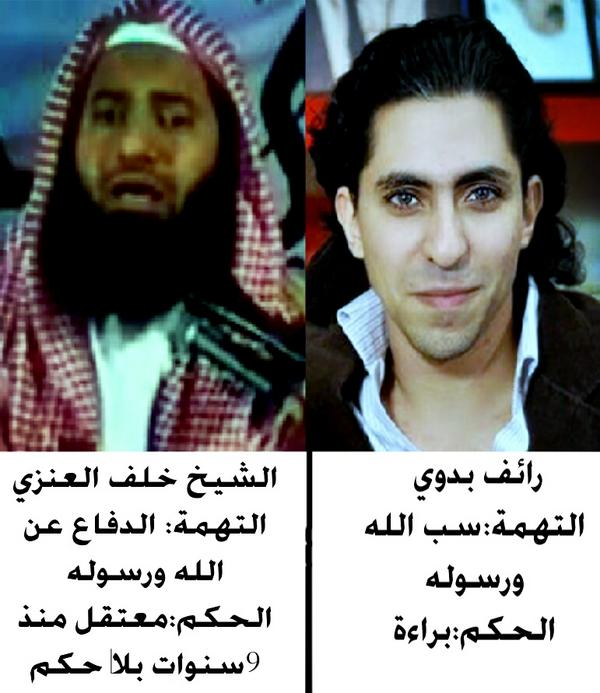 رائف بدوي
التهمة:سب الله
ورسوله
الحكم:براءة
الشيخ خلف العنزي
التهمة: الدفاع عن
الله ورسوله
الحكم:معتقل منذ
9سنوات بلا حكم